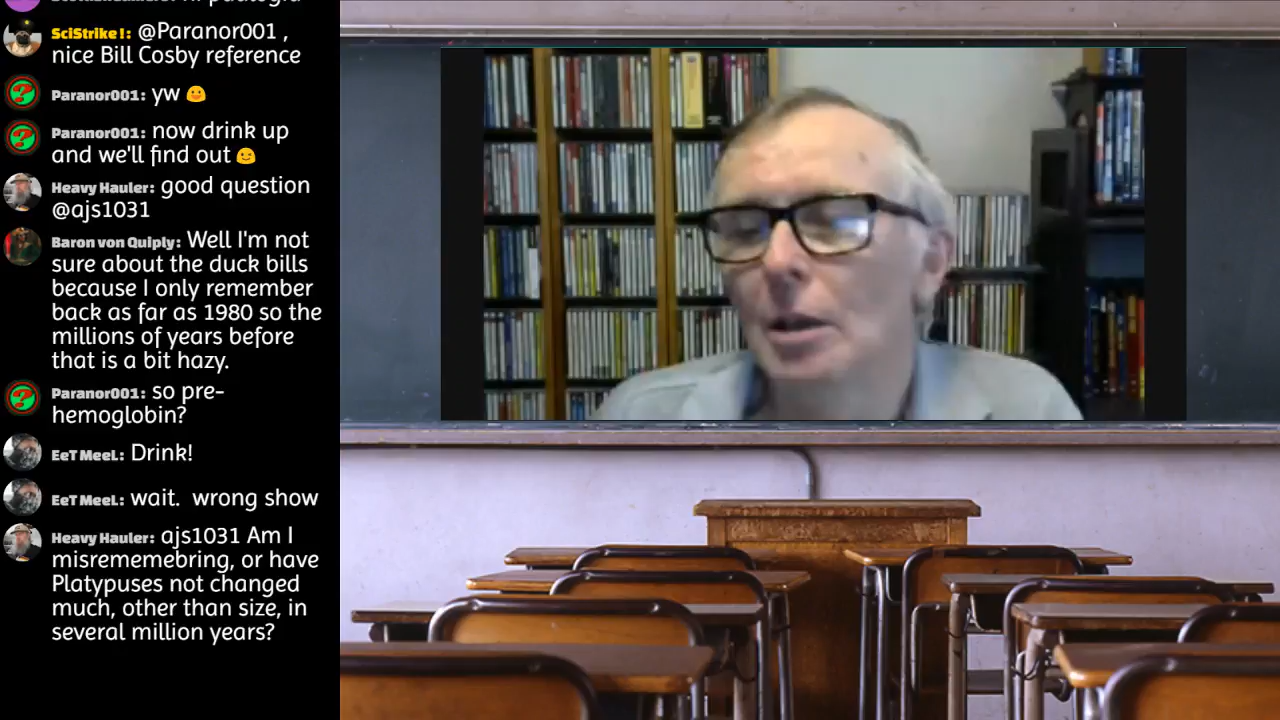 SciStrike!: @Paranor001 ,
nice Bill Cosby reference
Paranor001: yw
Paranor001: now drink up
and we'll find out
Heavy Hauler: good question
@ajs1031
Baron von Quiply: Well I'm not
sure about the duck bills
because I only remember
back as far as 1980 so the
millions of years before
that is a bit hazy.
Paranor001: so pre-
hemoglobin?
EeT MeeL: Drink!
EeT MeeL: wait. wrong show
Heavy Hauler: ajs1031 Am I
misrememebring, or have
Platypuses not changed
much, other than size, in
several million years?